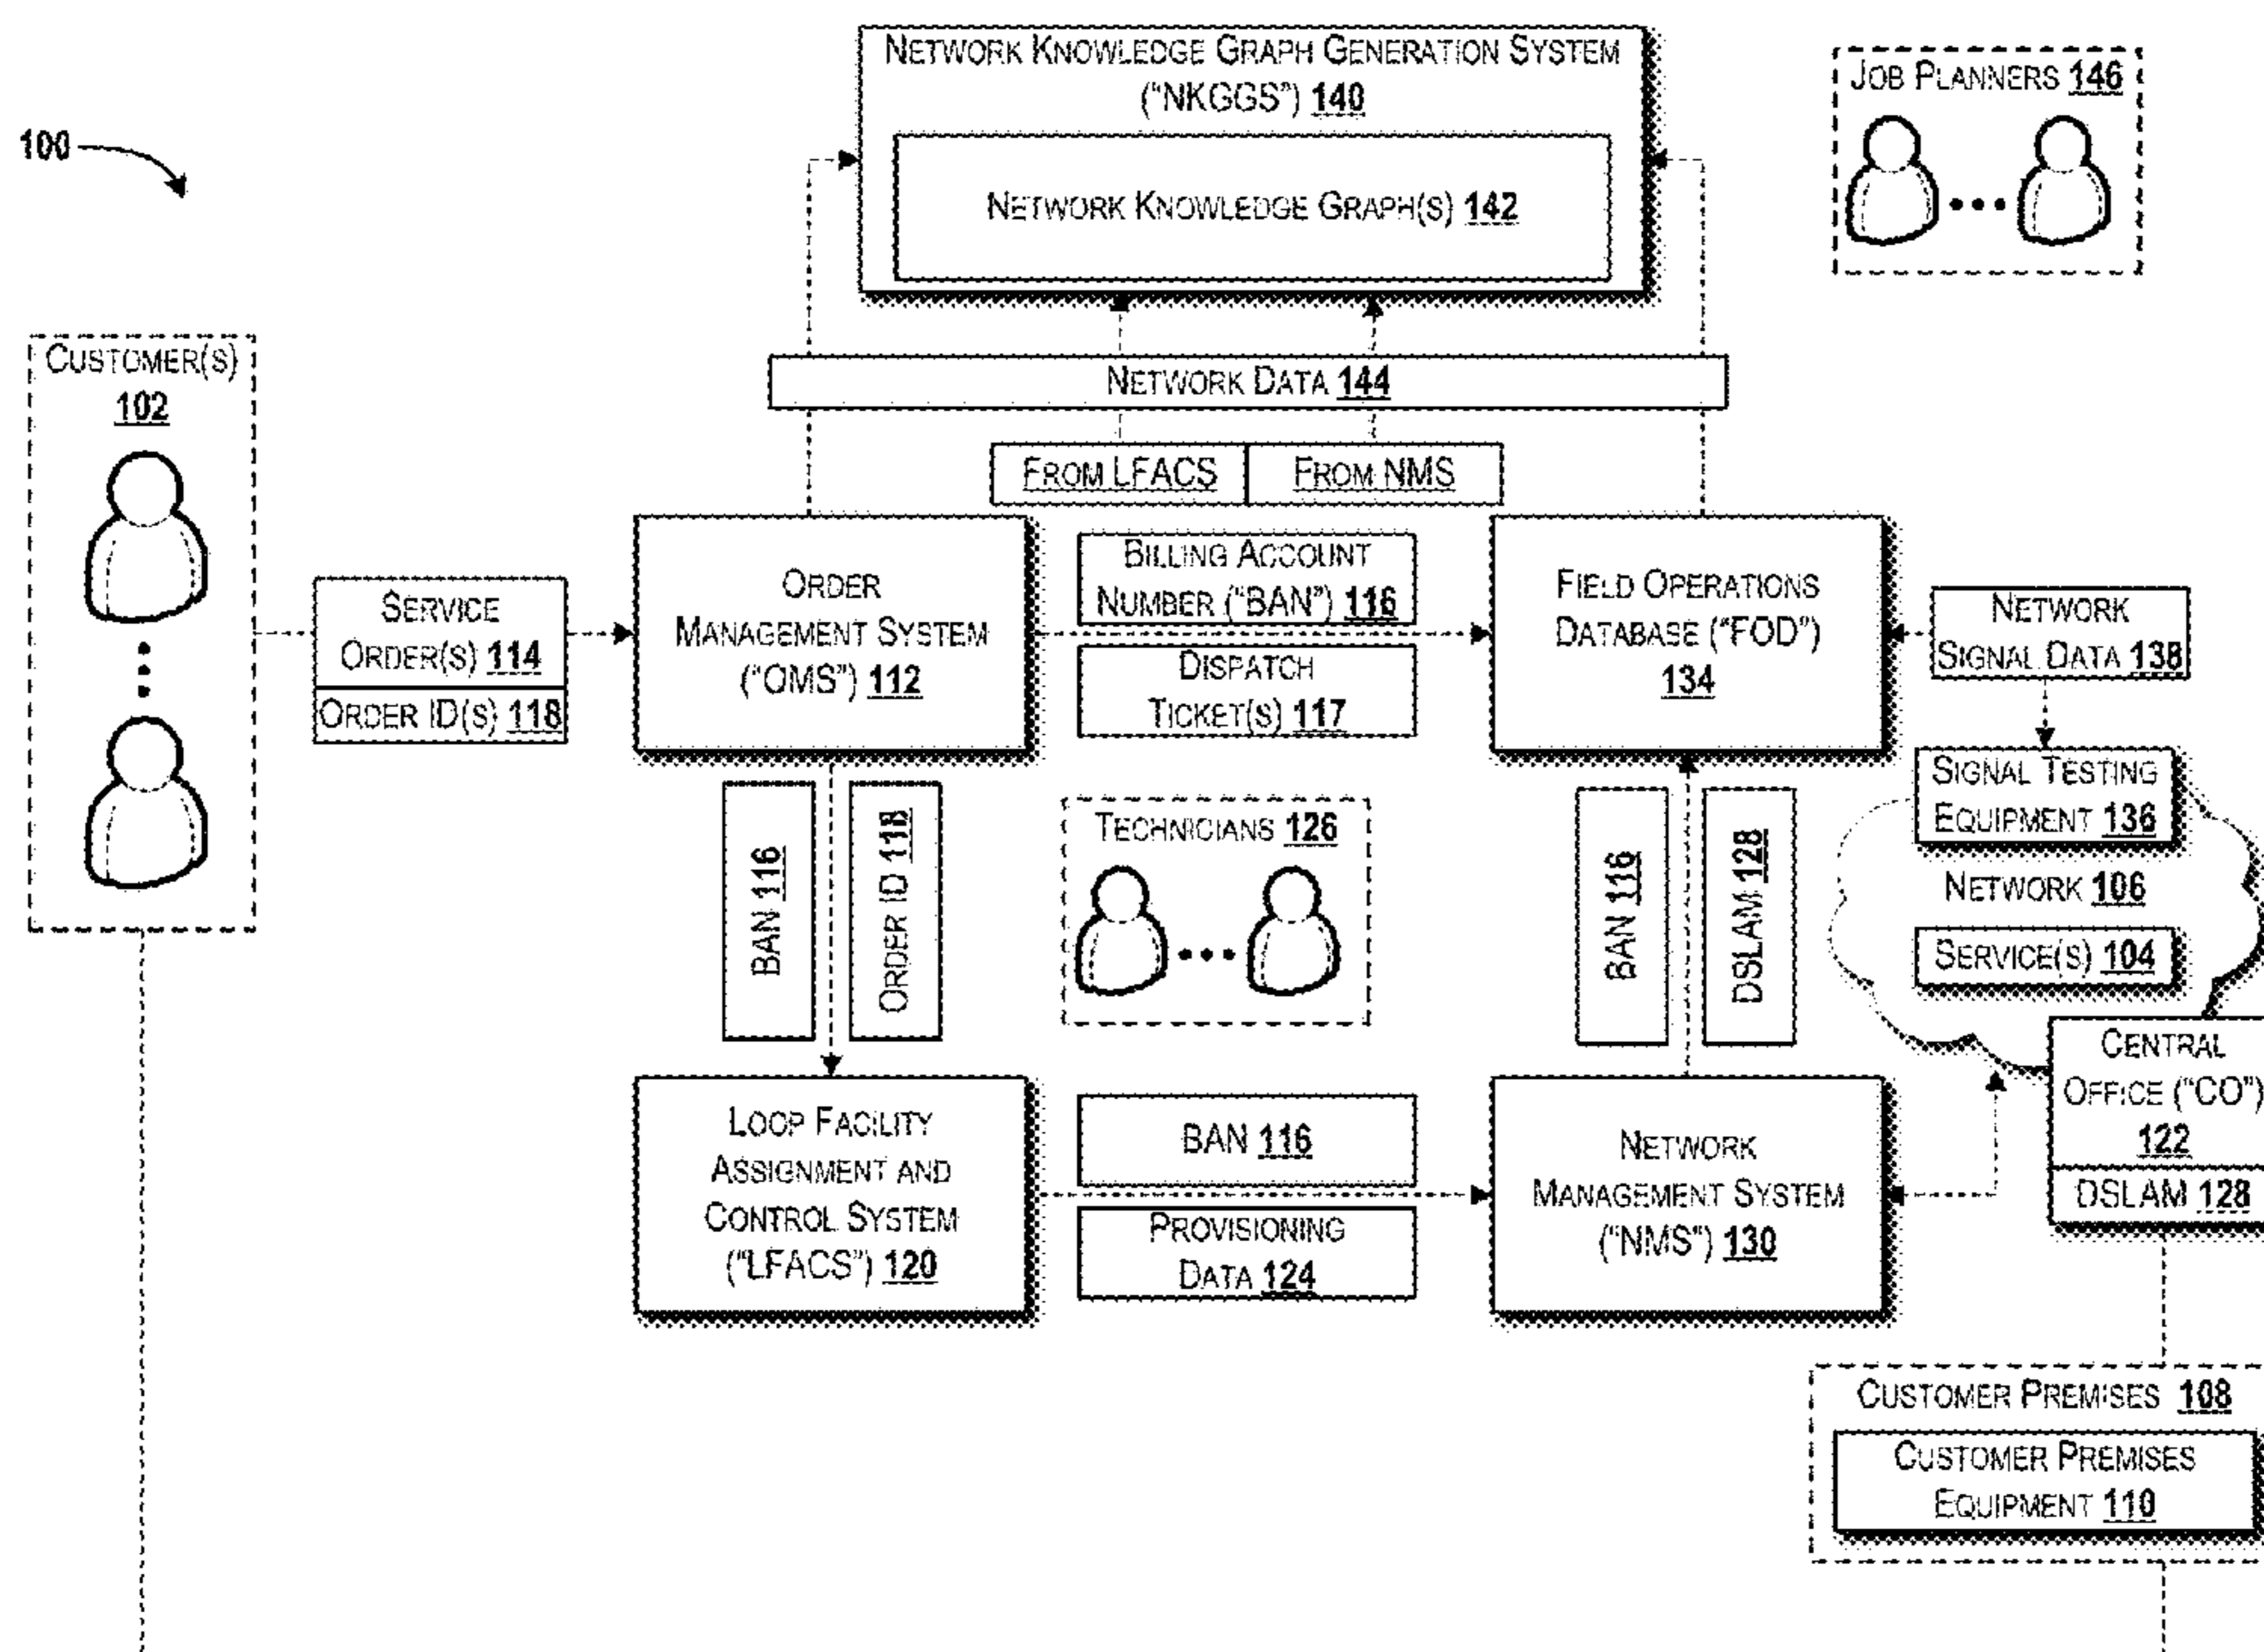 100
NETWORK KNOWLEDGE GRAPH GENERATION SYSTEM
("NKGGS") 140
NETWORK KNOWLEDGE GRAPH(S) 142
JOB PLANNERS 146
CUSTOMER(S)
102
NETWORK DATA 144
FROM LFACS
FROM NMS
SERVICE
ORDER(S) 114
ORDER ID(S) 118
ORDER
MANAGEMENT SYSTEM
("OMS") 112
BILLING ACCOUNT
NUMBER ("BAN") 116
DISPATCH
TICKET(S) 117
FIELD OPERATIONS
DATABASE ("FOD")
134
NETWORK
SIGNAL DATA 138
SIGNAL TESTING
EQUIPMENT 136
NETWORK 106
SERVICE(S) 104
BAN 116
ORDER ID 118
TECHNICIANS 126
BAN 116
DSLAM 128
CENTRAL
OFFICE ("CO")
122
DSLAM 128
LOOP FACILITY
ASSIGNMENT AND
CONTROL SYSTEM
("LFACS") 120
BAN 116
PROVISIONING
DATA 124
NETWORK
MANAGEMENT SYSTEM
("NMS") 130
CUSTOMER PREMISES 108
CUSTOMER PREMISES
EQUIPMENT 110